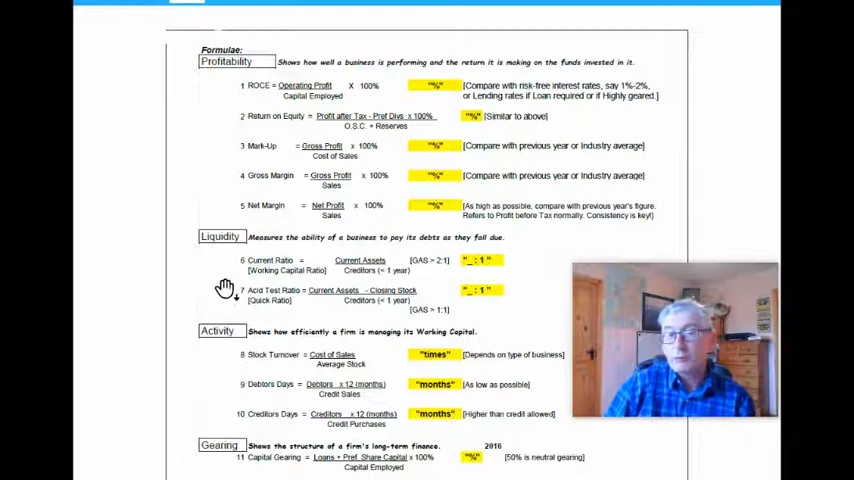 Formulae:
Profitability Shows how well a business is performing and the return it is making on the funds invested in it.
1 ROCE = Operating Profit X 100% "%" [Compare with risk-free interest rates, say 1%-2%,
Capital Employed or Lending rates if Loan required or if Highly geared.]
2 Return on Equity = Profit after Tax - Pref Divs x 100% "%" [Similar to above]
O.S.C. + Reserves
3 Mark-Up = Gross Profit x 100% "%" [Compare with previous year or Industry average]
Cost of Sales
4 Gross Margin = Gross Profit x 100% "%" [Compare with previous year or Industry average]
Sales
5 Net Margin = Net Profit x 100% "%" [As high as possible, compare with previous year's figure.
Sales Refers to Profit before Tax normally. Consistency is key!]
Liquidity Measures the ability of a business to pay its debts as they fall due.
6 Current Ratio = Current Assets [GAS > 2:1] "_ : 1 "
[Working Capital Ratio] Creditors (< 1 year)
7 Acid Test Ratio = Current Assets - Closing Stock "_ : 1 "
[Quick Ratio] Creditors (< 1 year)
[GAS > 1:1]
Activity Shows how efficiently a firm is managing its Working Capital.
8 Stock Turnover = Cost of Sales "times" [Depends on type of business]
Average Stock
9 Debtors Days = Debtors x 12 (months) "months" [As low as possible]
Credit Sales
10 Creditors Days = Creditors x 12 (months) "months" [Higher than credit allowed]
Credit Purchases
Gearing Shows the structure of a firm's long-term finance. 2016
11 Capital Gearing = Loans + Pref. Share Capital x 100% "%" [50% is neutral gearing]
Capital Employed